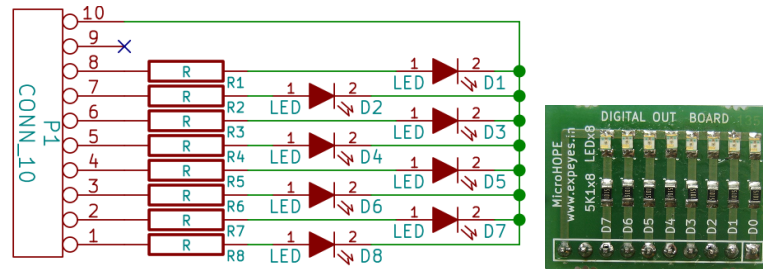 10
9
8 R R1 1 2 LED D1
7 R R2 1 2 LED D2
6 R R3 1 2 LED D3
5 R R4 1 2 LED D4
4 R R5 1 2 LED D5
3 R R6 1 2 LED D6
2 R R7 1 2 LED D7
1 R R8 1 2 LED D8
P1
CONN_10
DIGITAL OUT BOARD
MicroHOPE
www.expeyes.in
5K1x8 LEDx8
D7 D6 D5 D4 D3 D2 D1 D0